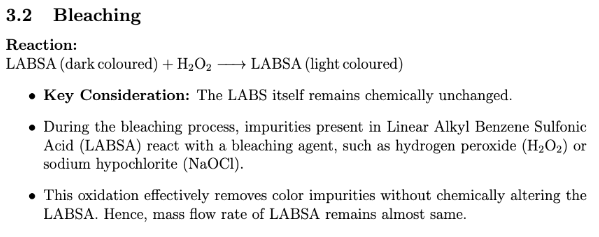 3.2 Bleaching
Reaction:
LABSA (dark coloured) + H₂O₂ ⟶ LABSA (light coloured)
• Key Consideration: The LABS itself remains chemically unchanged.
• During the bleaching process, impurities present in Linear Alkyl Benzene Sulfonic
Acid (LABSA) react with a bleaching agent, such as hydrogen peroxide (H₂O₂) or
sodium hypochlorite (NaOCl).
• This oxidation effectively removes color impurities without chemically altering the
LABSA. Hence, mass flow rate of LABSA remains almost same.